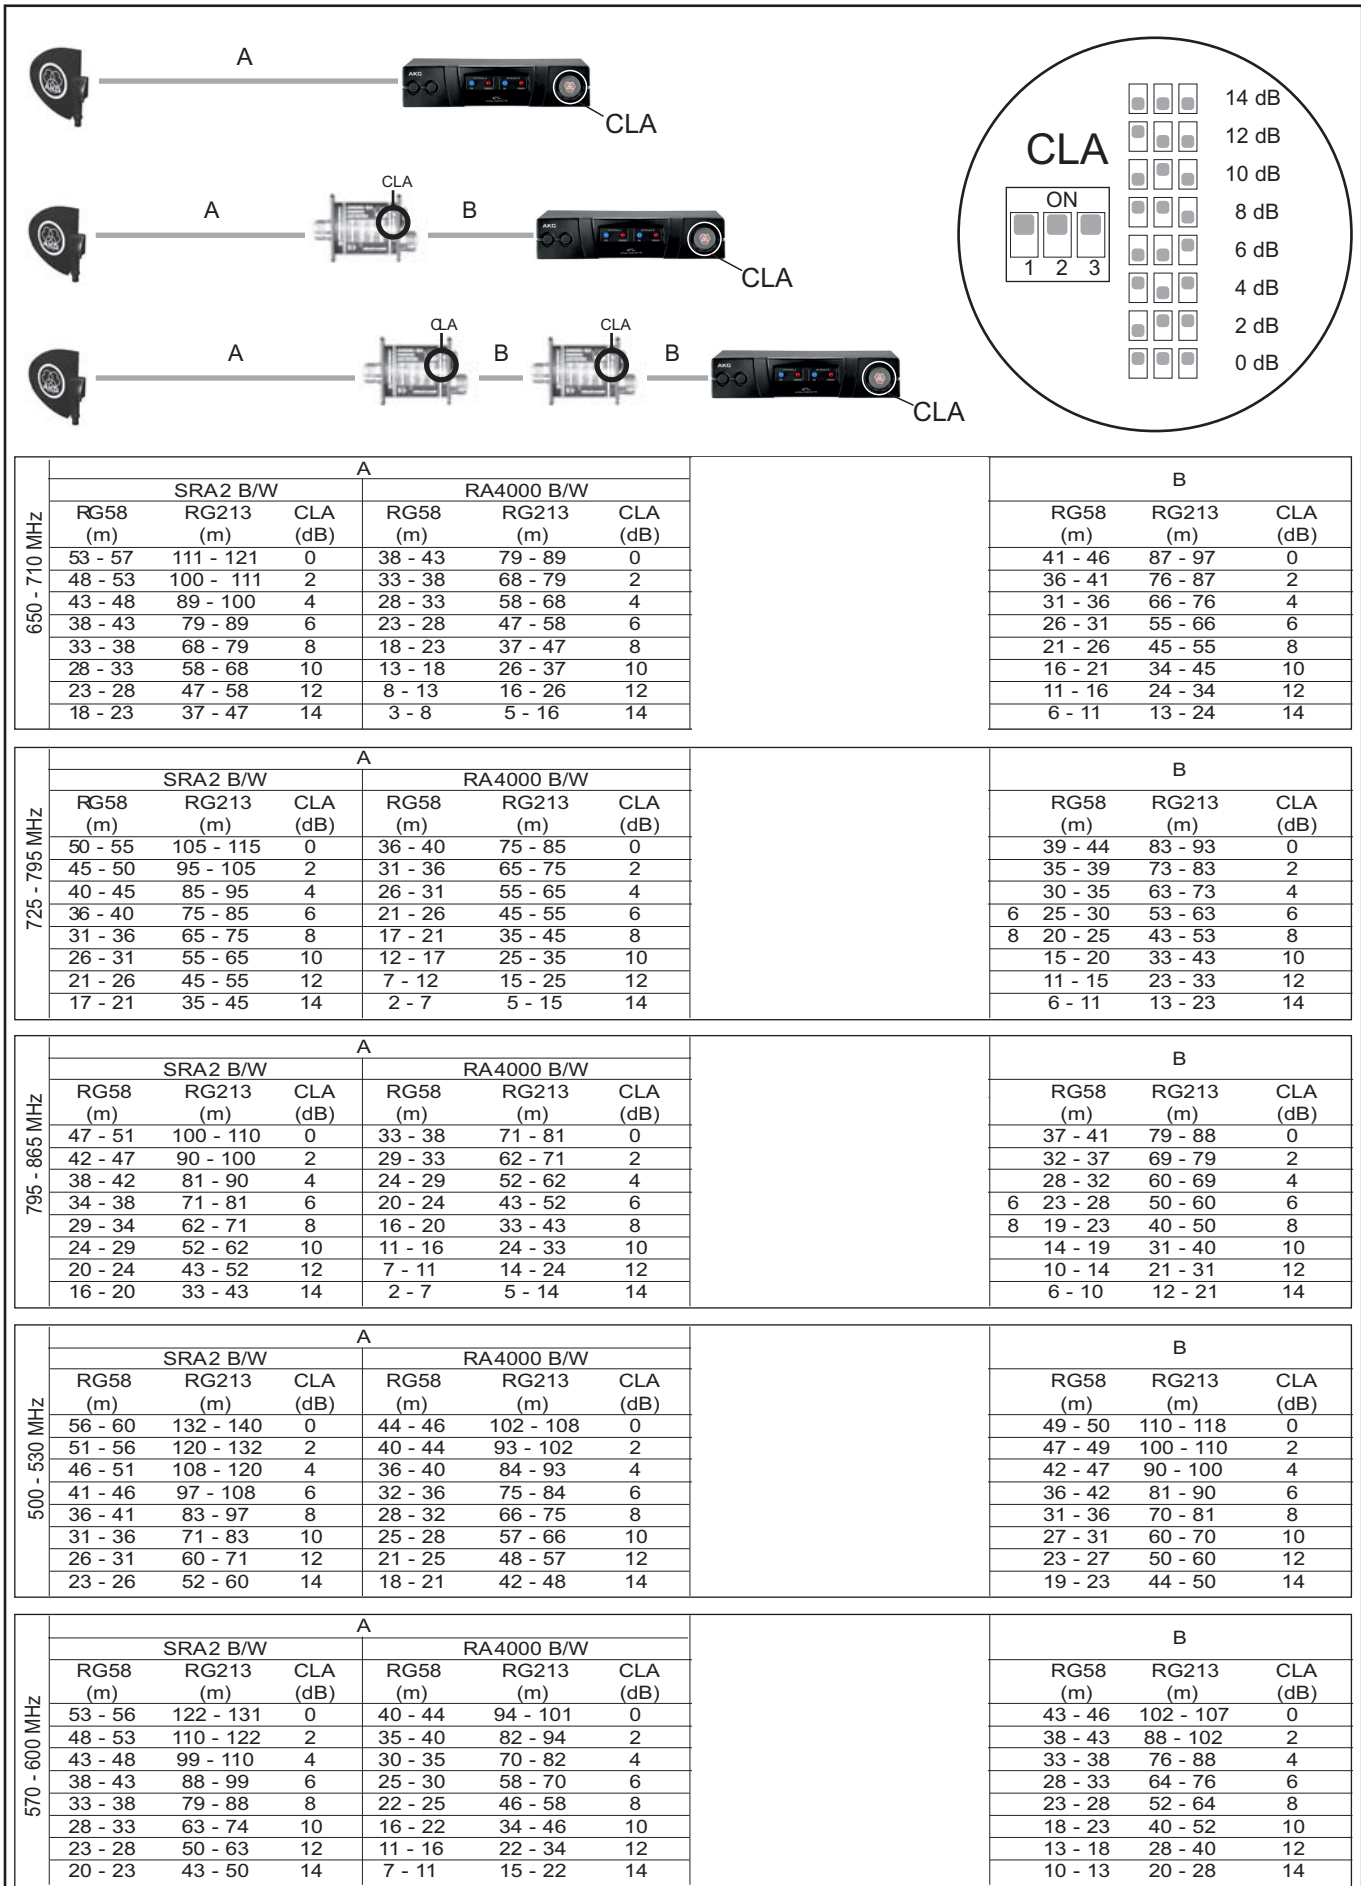 A
AKG
CLA
CLA
A
B
AKG
CLA
CLA
CLA
A
B
B
AKG
CLA
CLA
ON
1 2 3
14 dB
12 dB
10 dB
8 dB
6 dB
4 dB
2 dB
0 dB
650 - 710 MHz
A
B
SRA2 B/W RA4000 B/W
RG58 RG213 CLA RG58 RG213 CLA RG58 RG213 CLA
(m) (m) (dB) (m) (m) (dB) (m) (m) (dB)
53 - 57 111 - 121 0 38 - 43 79 - 89 0 41 - 46 87 - 97 0
48 - 53 100 - 111 2 33 - 38 68 - 79 2 36 - 41 76 - 87 2
43 - 48 89 - 100 4 28 - 33 58 - 68 4 31 - 36 66 - 76 4
38 - 43 79 - 89 6 23 - 28 47 - 58 6 26 - 31 55 - 66 6
33 - 38 68 - 79 8 18 - 23 37 - 47 8 21 - 26 45 - 55 8
28 - 33 58 - 68 10 13 - 18 26 - 37 10 16 - 21 34 - 45 10
23 - 28 47 - 58 12 8 - 13 16 - 26 12 11 - 16 24 - 34 12
18 - 23 37 - 47 14 3 - 8 5 - 16 14 6 - 11 13 - 24 14
725 - 795 MHz
A
B
SRA2 B/W RA4000 B/W
RG58 RG213 CLA RG58 RG213 CLA RG58 RG213 CLA
(m) (m) (dB) (m) (m) (dB) (m) (m) (dB)
50 - 55 105 - 115 0 36 - 40 75 - 85 0 39 - 44 83 - 93 0
45 - 50 95 - 105 2 31 - 36 65 - 75 2 35 - 39 73 - 83 2
40 - 45 85 - 95 4 26 - 31 55 - 65 4 30 - 35 63 - 73 4
36 - 40 75 - 85 6 21 - 26 45 - 55 6 6 25 - 30 53 - 63 6
31 - 36 65 - 75 8 17 - 21 35 - 45 8 8 20 - 25 43 - 53 8
26 - 31 55 - 65 10 12 - 17 25 - 35 10 15 - 20 33 - 43 10
21 - 26 45 - 55 12 7 - 12 15 - 25 12 11 - 15 23 - 33 12
17 - 21 35 - 45 14 2 - 7 5 - 15 14 6 - 11 13 - 23 14
795 - 865 MHz
A
B
SRA2 B/W RA4000 B/W
RG58 RG213 CLA RG58 RG213 CLA RG58 RG213 CLA
(m) (m) (dB) (m) (m) (dB) (m) (m) (dB)
47 - 51 100 - 110 0 33 - 38 71 - 81 0 37 - 41 79 - 88 0
42 - 47 90 - 100 2 29 - 33 62 - 71 2 32 - 37 69 - 79 2
38 - 42 81 - 90 4 24 - 29 52 - 62 4 28 - 32 60 - 69 4
34 - 38 71 - 81 6 20 - 24 43 - 52 6 6 23 - 28 50 - 60 6
29 - 34 62 - 71 8 16 - 20 33 - 43 8 8 19 - 23 40 - 50 8
24 - 29 52 - 62 10 11 - 16 24 - 33 10 14 - 19 31 - 40 10
20 - 24 43 - 52 12 7 - 11 14 - 24 12 10 - 14 21 - 31 12
16 - 20 33 - 43 14 2 - 7 5 - 14 14 6 - 10 12 - 21 14
500 - 530 MHz
A
B
SRA2 B/W RA4000 B/W
RG58 RG213 CLA RG58 RG213 CLA RG58 RG213 CLA
(m) (m) (dB) (m) (m) (dB) (m) (m) (dB)
56 - 60 132 - 140 0 44 - 46 102 - 108 0 49 - 50 110 - 118 0
51 - 56 120 - 132 2 40 - 44 93 - 102 2 47 - 49 100 - 110 2
46 - 51 108 - 120 4 36 - 40 84 - 93 4 42 - 47 90 - 100 4
41 - 46 97 - 108 6 32 - 36 75 - 84 6 36 - 42 81 - 90 6
36 - 41 83 - 97 8 28 - 32 66 - 75 8 31 - 36 70 - 81 8
31 - 36 71 - 83 10 25 - 28 57 - 66 10 27 - 31 60 - 70 10
26 - 31 60 - 71 12 21 - 25 48 - 57 12 23 - 27 50 - 60 12
23 - 26 52 - 60 14 18 - 21 42 - 48 14 19 - 23 44 - 50 14
570 - 600 MHz
A
B
SRA2 B/W RA4000 B/W
RG58 RG213 CLA RG58 RG213 CLA RG58 RG213 CLA
(m) (m) (dB) (m) (m) (dB) (m) (m) (dB)
53 - 56 122 - 131 0 40 - 44 94 - 101 0 43 - 46 102 - 107 0
48 - 53 110 - 122 2 35 - 40 82 - 94 2 38 - 43 88 - 102 2
43 - 48 99 - 110 4 30 - 35 70 - 82 4 33 - 38 76 - 88 4
38 - 43 88 - 99 6 25 - 30 58 - 70 6 28 - 33 64 - 76 6
33 - 38 79 - 88 8 22 - 25 46 - 58 8 23 - 28 52 - 64 8
28 - 33 63 - 74 10 16 - 22 34 - 46 10 18 - 23 40 - 52 10
23 - 28 50 - 63 12 11 - 16 22 - 34 12 13 - 18 28 - 40 12
20 - 23 43 - 50 14 7 - 11 15 - 22 14 10 - 13 20 - 28 14